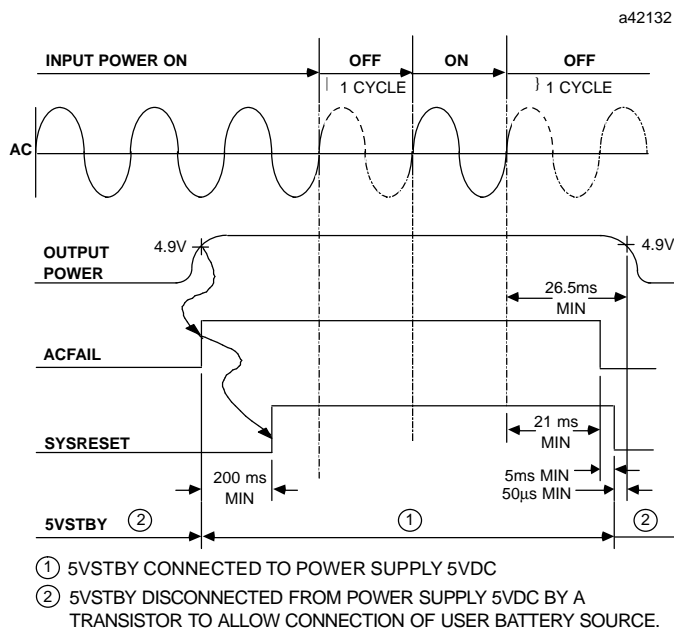 a42132
INPUT POWER ON
OFF
ON
OFF
1 CYCLE
} 1 CYCLE
AC
OUTPUT
POWER
4.9V
4.9V
26.5ms
MIN
ACFAIL
SYSRESET
21 ms
MIN
200 ms
MIN
5ms MIN
50µs MIN
5VSTBY
②
①
②
① 5VSTBY CONNECTED TO POWER SUPPLY 5VDC
② 5VSTBY DISCONNECTED FROM POWER SUPPLY 5VDC BY A
TRANSISTOR TO ALLOW CONNECTION OF USER BATTERY SOURCE.